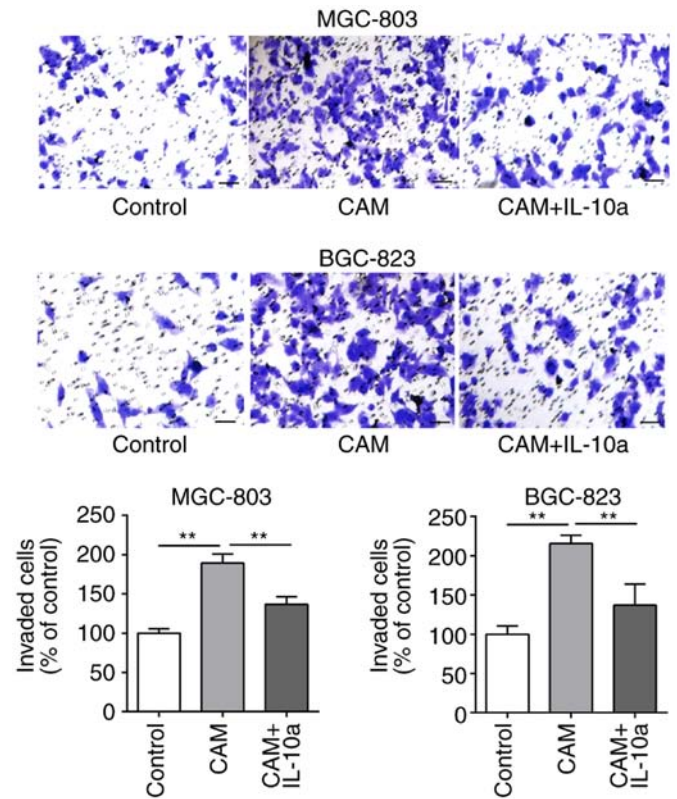 MGC-803
Control CAM CAM+IL-10a
BGC-823
Control CAM CAM+IL-10a
MGC-803
250
200
150
100
50
0
Invaded cells
(% of control)
** **
Control
CAM
CAM+
IL-10a
BGC-823
250
200
150
100
50
0
Invaded cells
(% of control)
** **
Control
CAM
CAM+
IL-10a